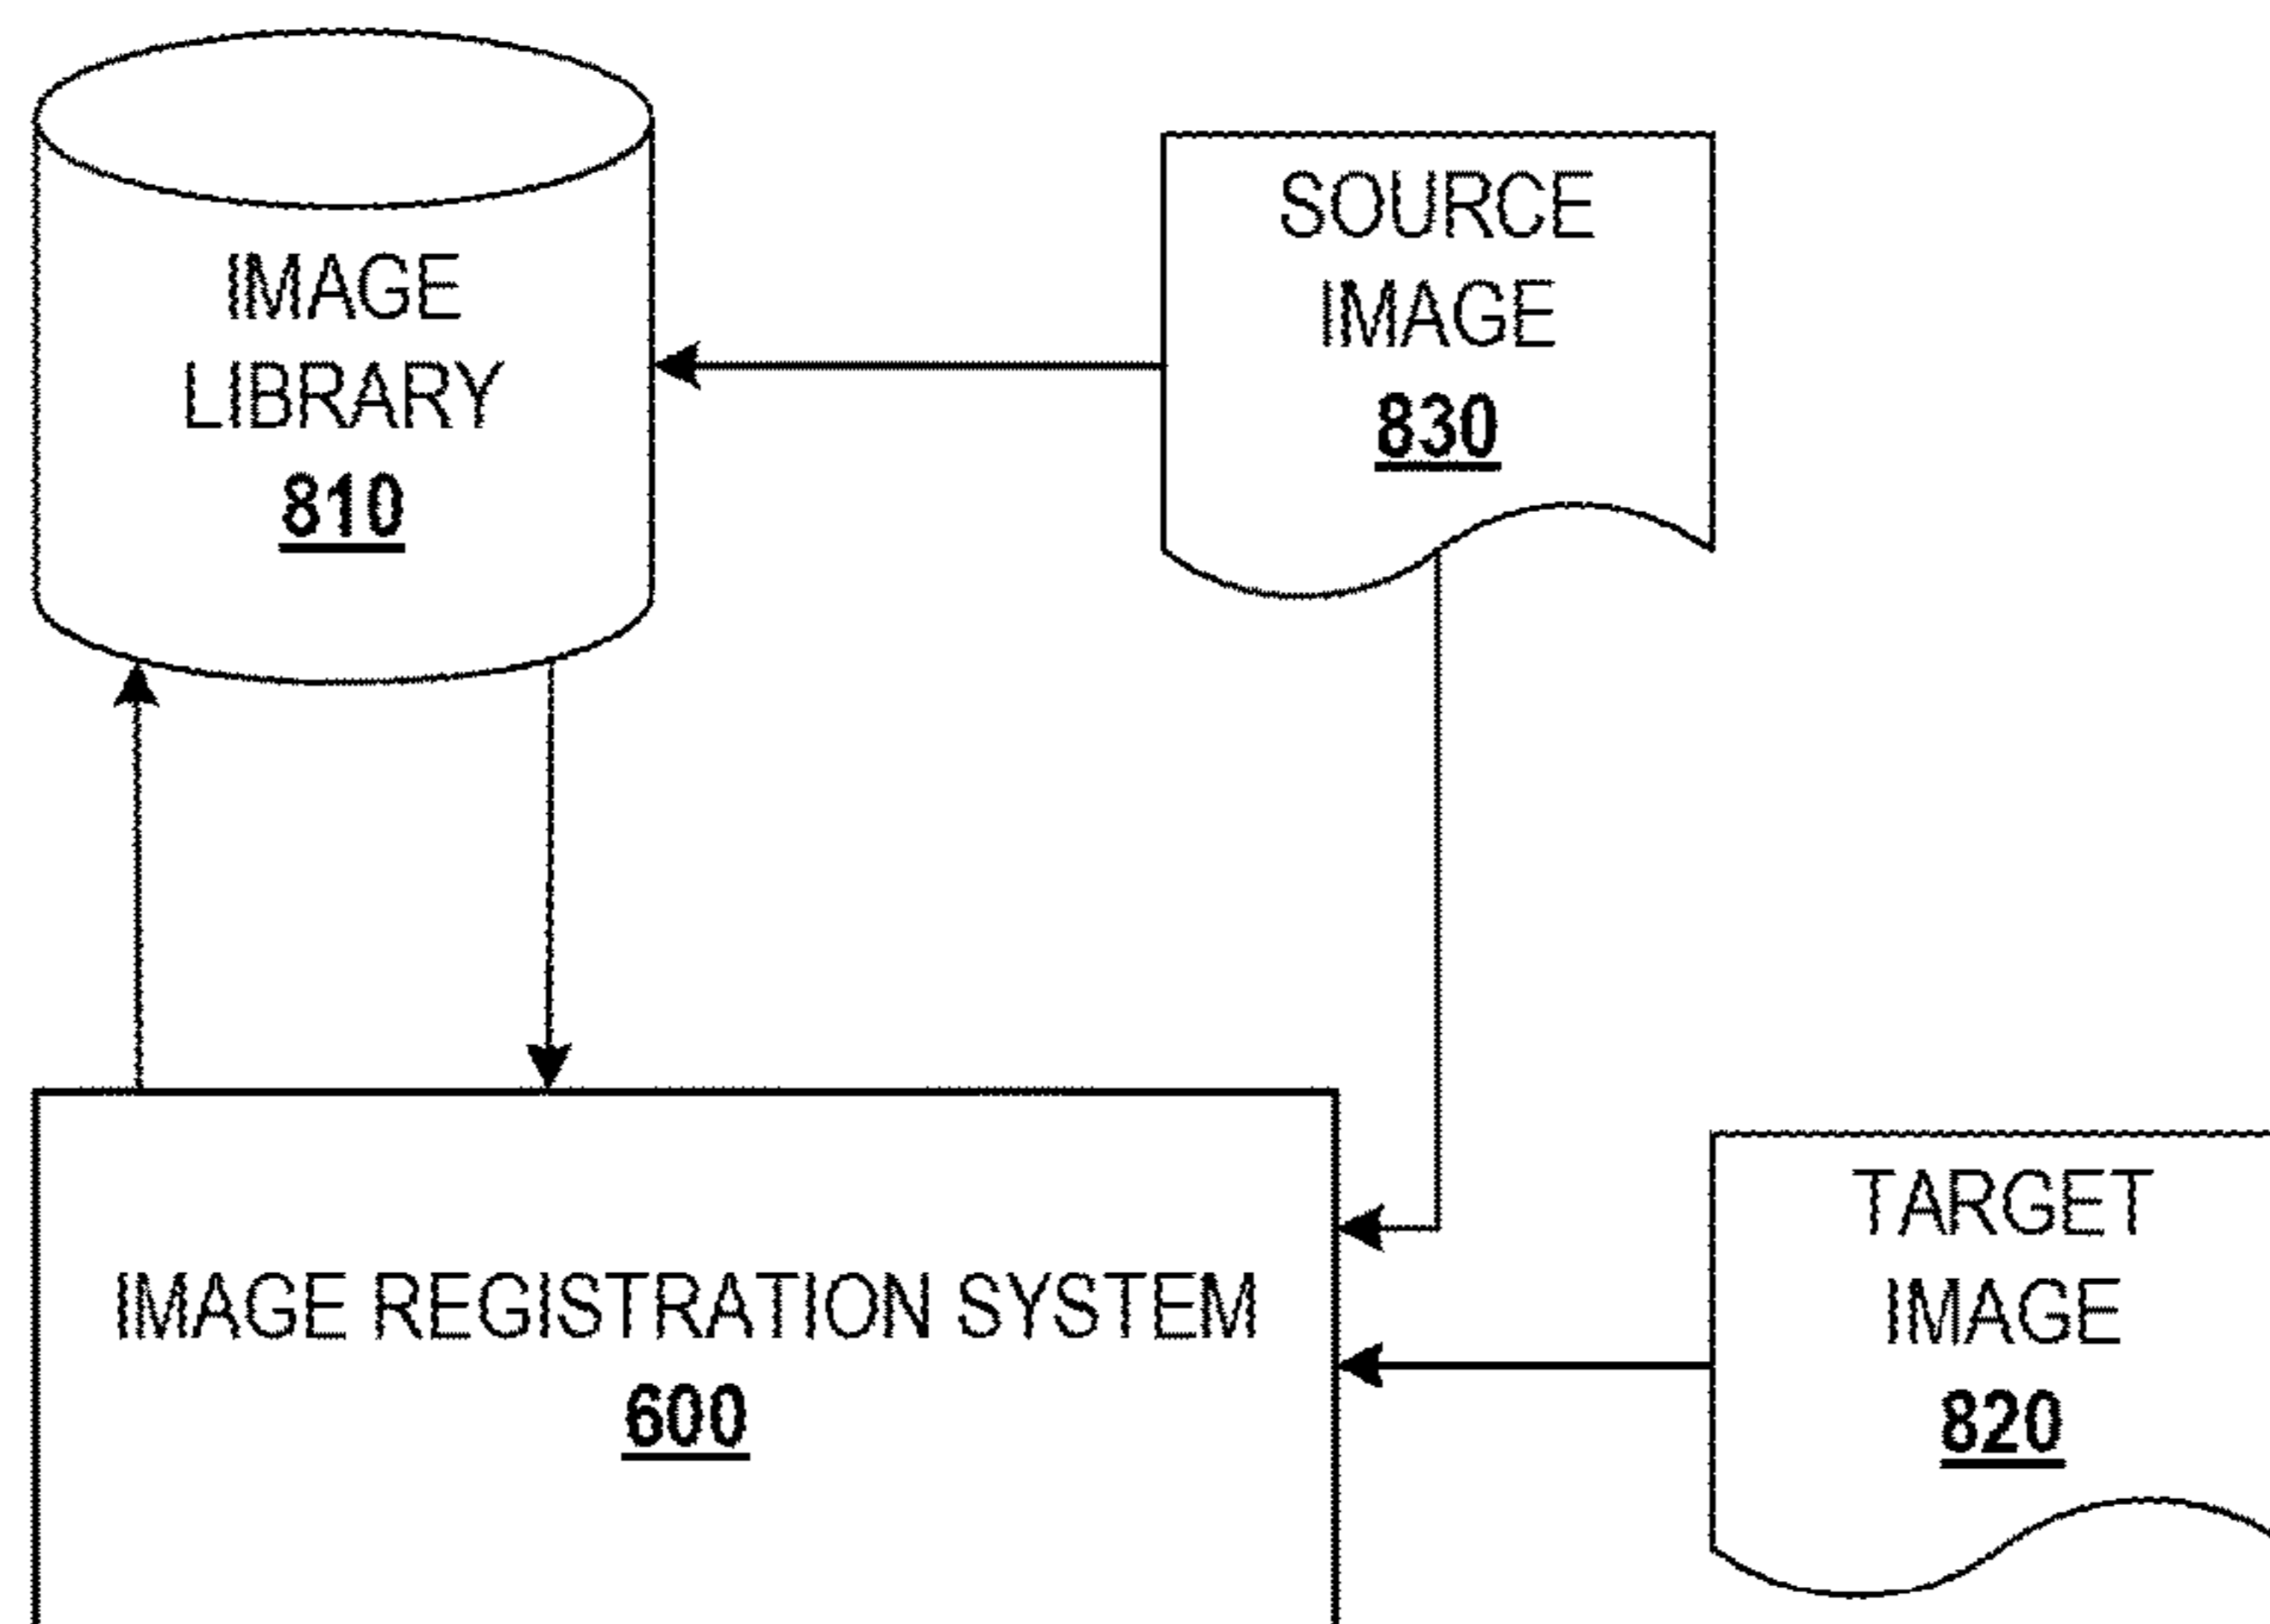 IMAGE
LIBRARY
810
SOURCE
IMAGE
830
IMAGE REGISTRATION SYSTEM
600
TARGET
IMAGE
820